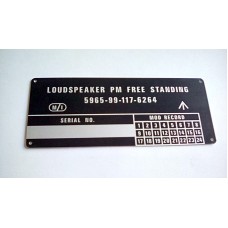 LOUDSPEAKER PM FREE STANDING
5965-99-117-6264
M/I
SERIAL NO.
MOD RECORD
1 2 3 4 5 6 7 8
9 10 11 12 13 14 15 16
17 18 19 20 21 22 23 24